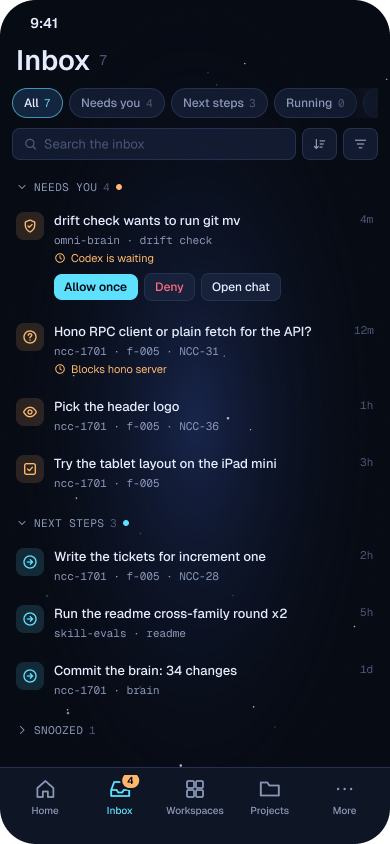 9:41
Inbox 7
All 7 Needs you 4 Next steps 3 Running 0
Search the inbox
NEEDS YOU 4
drift check wants to run git mv 4m
omni-brain · drift check
Codex is waiting
Allow once Deny Open chat
Hono RPC client or plain fetch for the API? 12m
ncc-1701 · f-005 · NCC-31
Blocks hono server
Pick the header logo 1h
ncc-1701 · f-005 · NCC-36
Try the tablet layout on the iPad mini 3h
ncc-1701 · f-005
NEXT STEPS 3
Write the tickets for increment one 2h
ncc-1701 · f-005 · NCC-28
Run the readme cross-family round x2 5h
skill-evals · readme
Commit the brain: 34 changes 1d
ncc-1701 · brain
SNOOZED 1
4
Home Inbox Workspaces Projects More